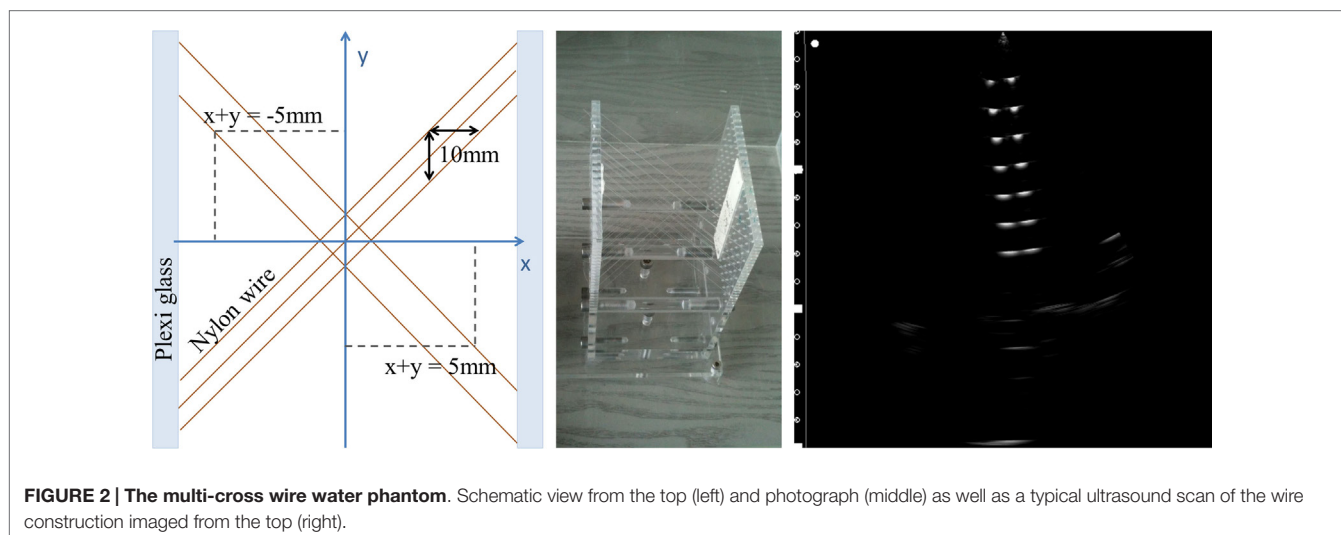 y
x+y = -5mm
10mm
x
Plexi glass
Nylon wire
x+y = 5mm
FIGURE 2 | The multi-cross wire water phantom. Schematic view from the top (left) and photograph (middle) as well as a typical ultrasound scan of the wire
construction imaged from the top (right).